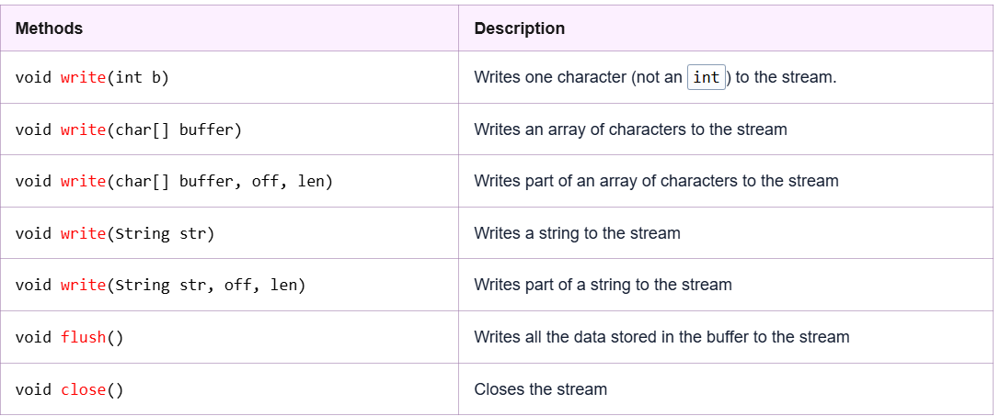 Methods Description
void write(int b) Writes one character (not an int) to the stream.
void write(char[] buffer) Writes an array of characters to the stream
void write(char[] buffer, off, len) Writes part of an array of characters to the stream
void write(String str) Writes a string to the stream
void write(String str, off, len) Writes part of a string to the stream
void flush() Writes all the data stored in the buffer to the stream
void close() Closes the stream